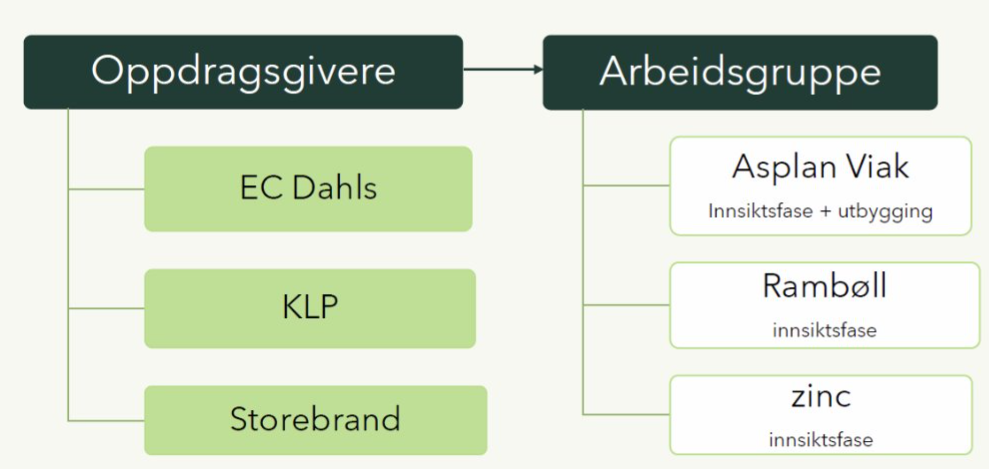 Oppdragsgivere
EC Dahls
KLP
Storebrand
Arbeidsgruppe
Asplan Viak
Innsiktsfase + utbygging
Rambøll
innsiktsfase
zinc
innsiktsfase